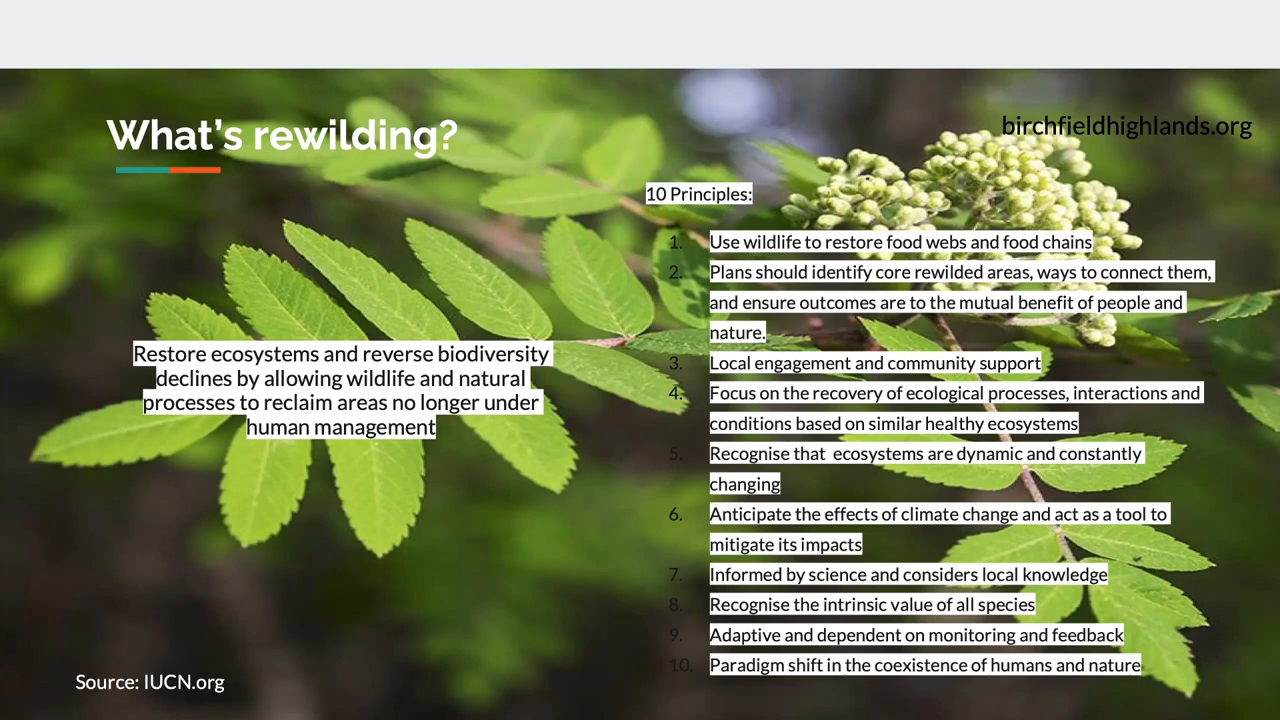 What's rewilding?
birchfieldhighlands.org
Restore ecosystems and reverse biodiversity
declines by allowing wildlife and natural
processes to reclaim areas no longer under
human management
10 Principles:
1. Use wildlife to restore food webs and food chains
2. Plans should identify core rewilded areas, ways to connect them,
and ensure outcomes are to the mutual benefit of people and
nature.
3. Local engagement and community support
4. Focus on the recovery of ecological processes, interactions and
conditions based on similar healthy ecosystems
5. Recognise that  ecosystems are dynamic and constantly
changing
6. Anticipate the effects of climate change and act as a tool to
mitigate its impacts
7. Informed by science and considers local knowledge
8. Recognise the intrinsic value of all species
9. Adaptive and dependent on monitoring and feedback
10. Paradigm shift in the coexistence of humans and nature
Source: IUCN.org